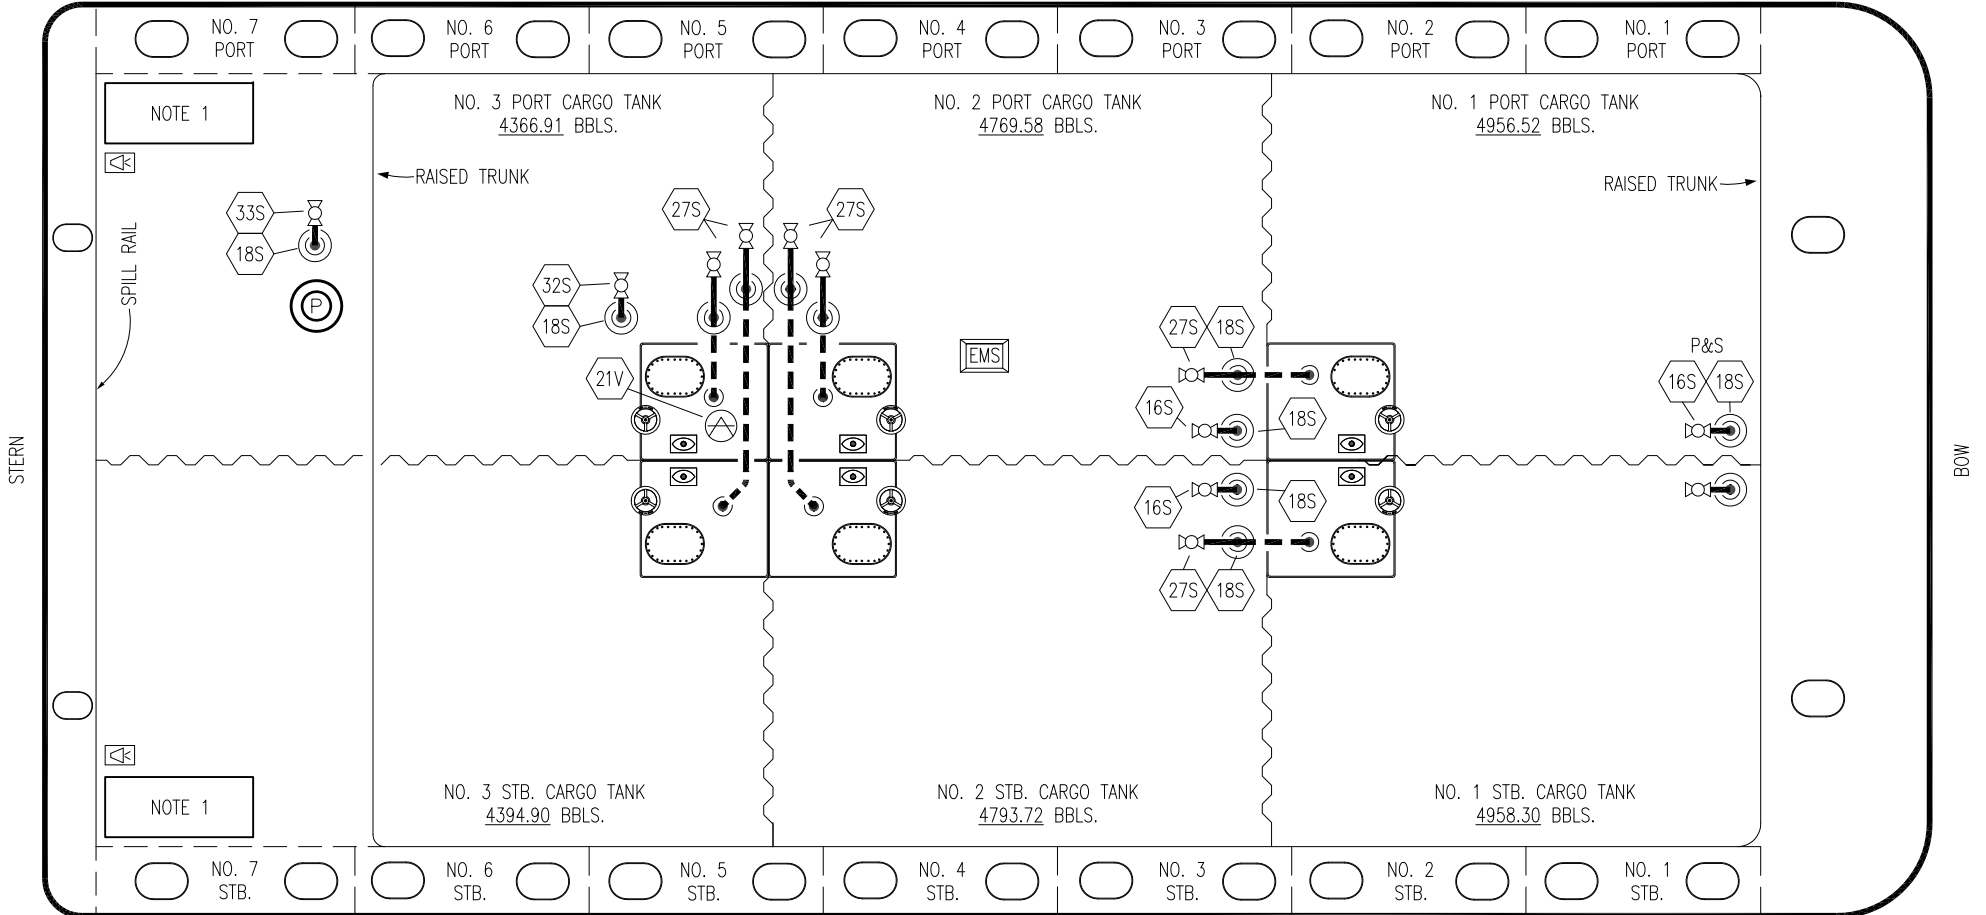 NO. 7
PORT
NO. 6
PORT
NO. 5
PORT
NO. 4
PORT
NO. 3
PORT
NO. 2
PORT
NO. 1
PORT
NOTE 1
NO. 3 PORT CARGO TANK
4366.91 BBLS.
NO. 2 PORT CARGO TANK
4769.58 BBLS.
NO. 1 PORT CARGO TANK
4956.52 BBLS.
RAISED TRUNK
RAISED TRUNK
33S
18S
SPILL RAIL
P
27S
27S
32S
18S
21V
EMS
27S
18S
16S
18S
P&S
16S
18S
STERN
BOW
16S
18S
27S
18S
NOTE 1
NO. 3 STB. CARGO TANK
4394.90 BBLS.
NO. 2 STB. CARGO TANK
4793.72 BBLS.
NO. 1 STB. CARGO TANK
4958.30 BBLS.
NO. 7
STB.
NO. 6
STB.
NO. 5
STB.
NO. 4
STB.
NO. 3
STB.
NO. 2
STB.
NO. 1
STB.